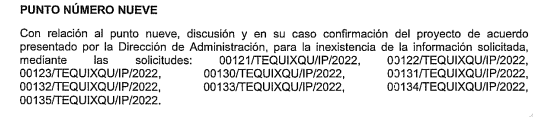 PUNTO NÚMERO NUEVE
Con relación al punto nueve, discusión y en su caso confirmación del proyecto de acuerdo
presentado por la Dirección de Administración, para la inexistencia de la información solicitada,
mediante las solicitudes: 00121/TEQUIXQU/IP/2022, 00122/TEQUIXQU/IP/2022,
00123/TEQUIXQU/IP/2022, 00130/TEQUIXQU/IP/2022, 00131/TEQUIXQU/IP/2022,
00132/TEQUIXQU/IP/2022, 00133/TEQUIXQU/IP/2022, 00134/TEQUIXQU/IP/2022,
00135/TEQUIXQU/IP/2022.